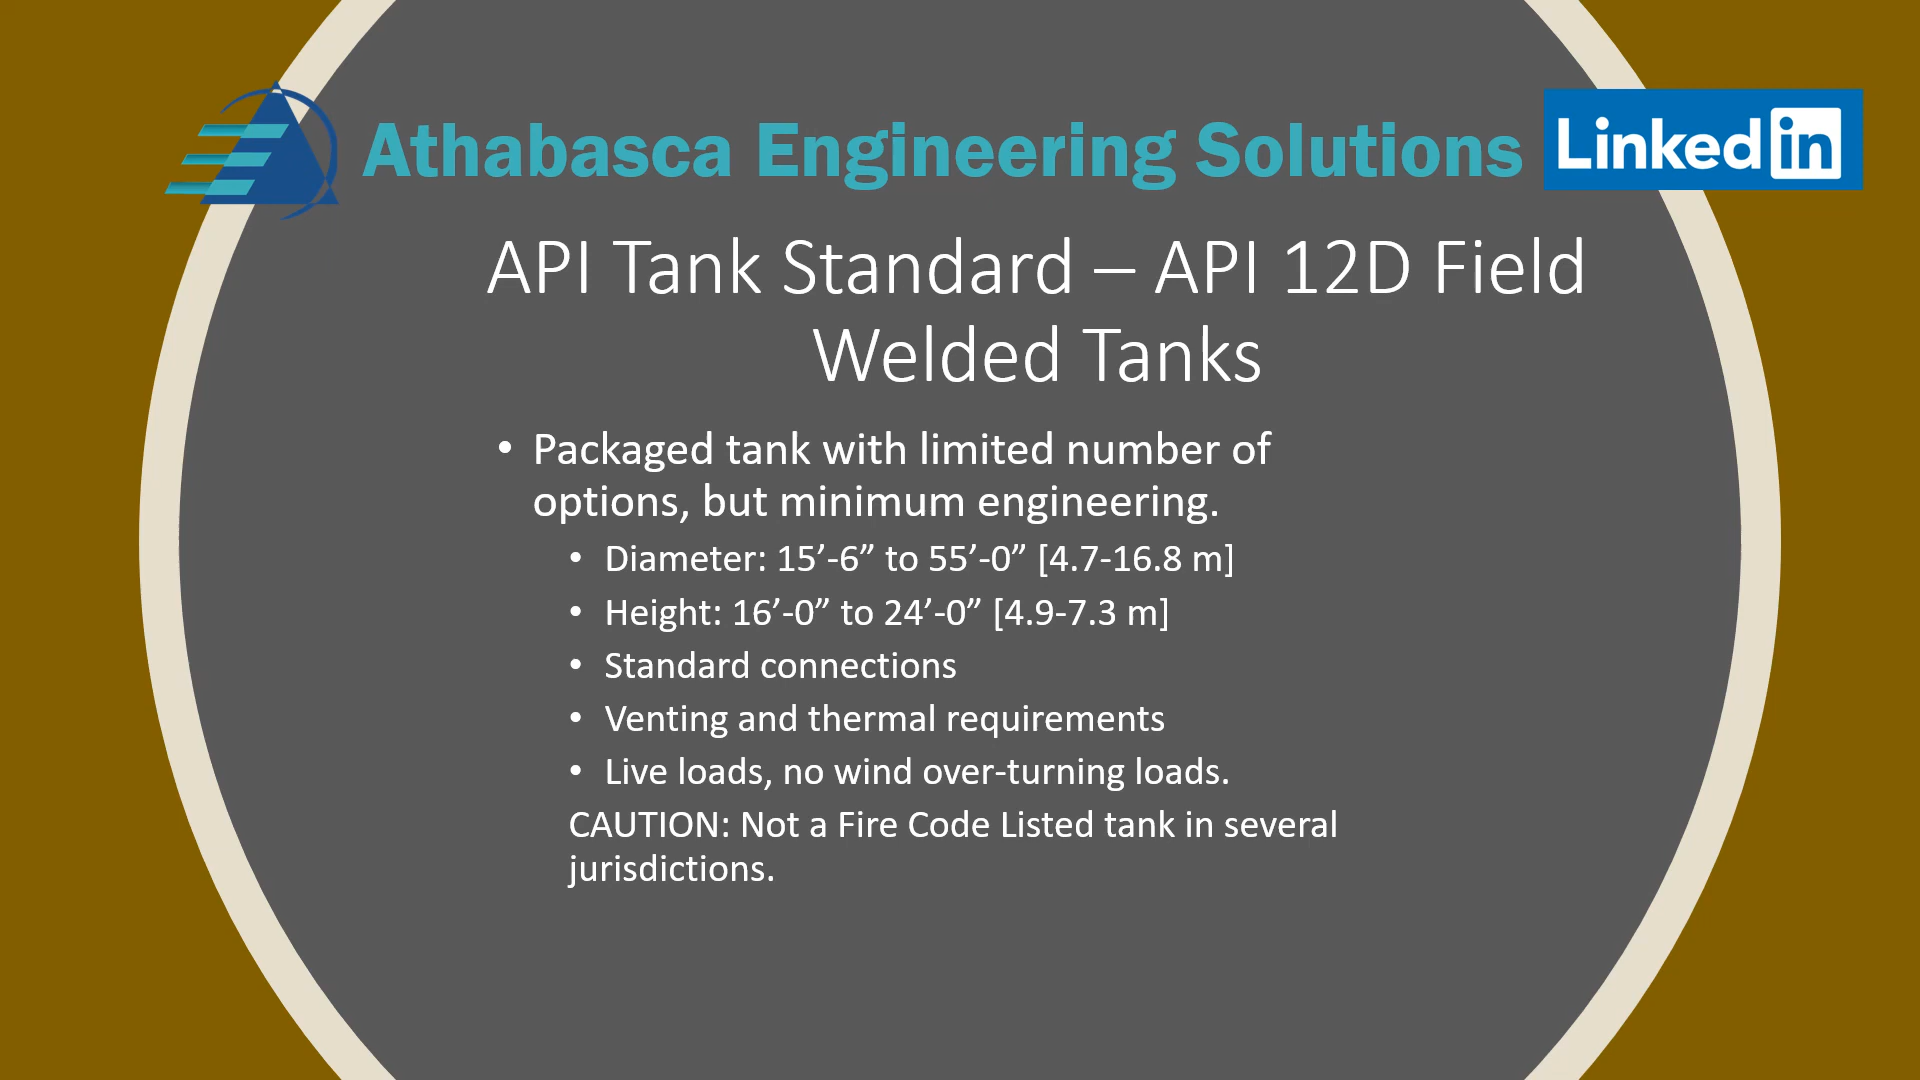 Athabasca Engineering Solutions
Linked in
API Tank Standard – API 12D Field
Welded Tanks
• Packaged tank with limited number of
options, but minimum engineering.
• Diameter: 15’-6” to 55’-0” [4.7-16.8 m]
• Height: 16’-0” to 24’-0” [4.9-7.3 m]
• Standard connections
• Venting and thermal requirements
• Live loads, no wind over-turning loads.
CAUTION: Not a Fire Code Listed tank in several
jurisdictions.